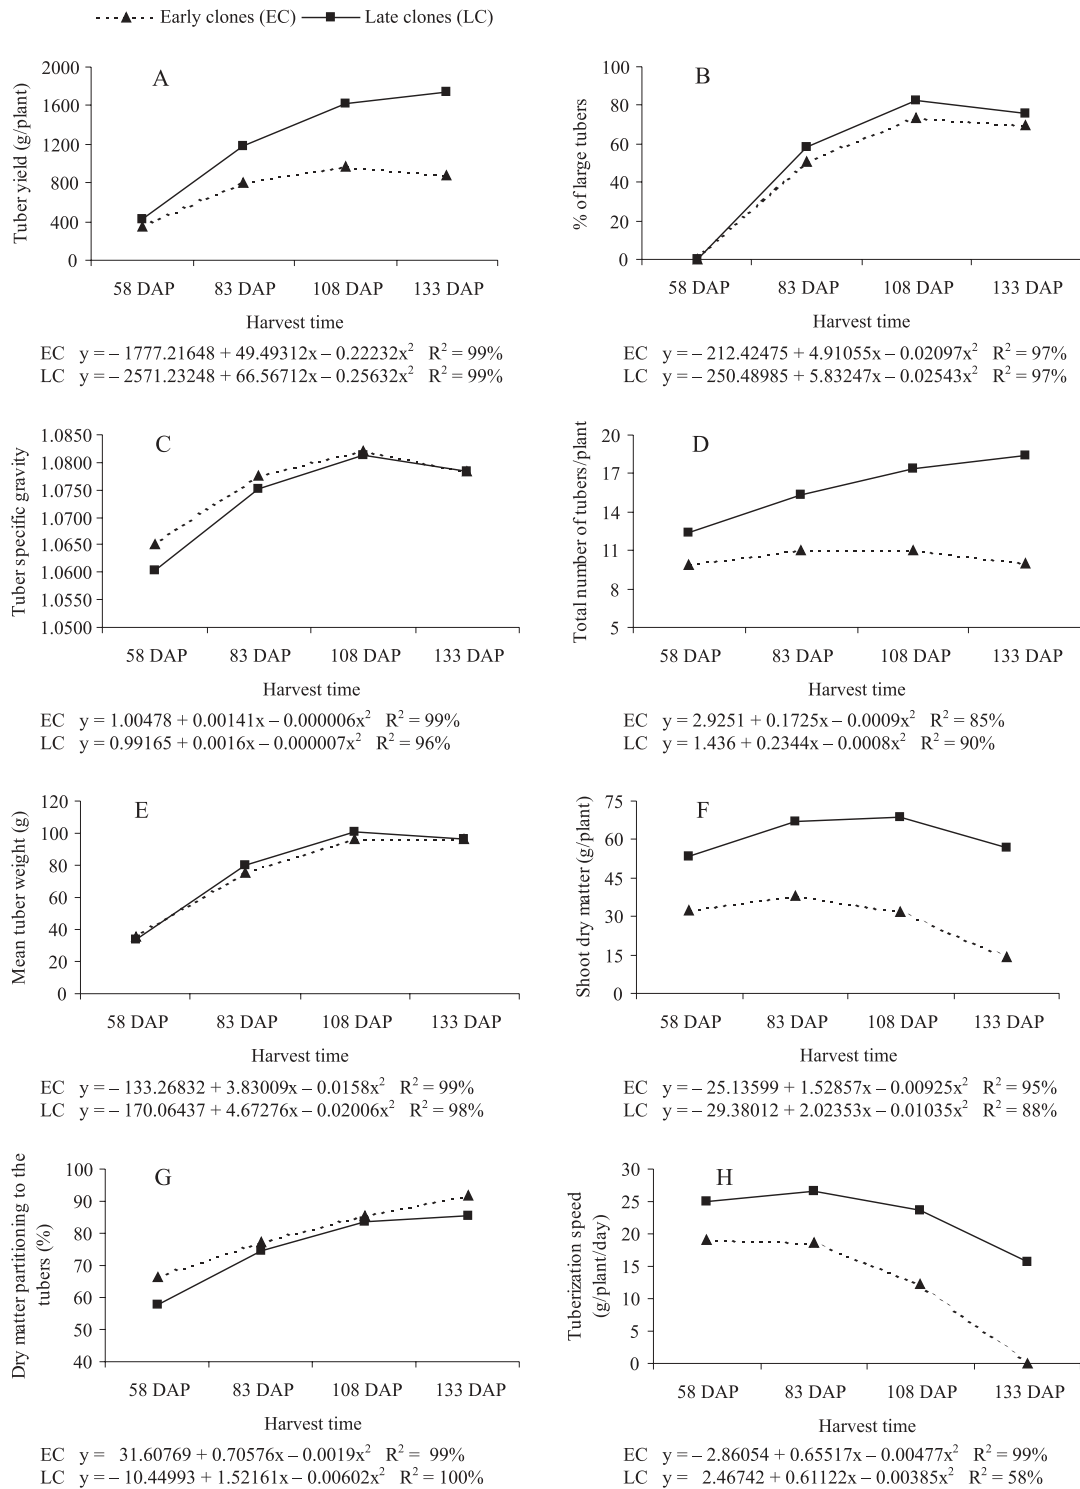 Early clones (EC) Late clones (LC)
A
Tuber yield (g/plant)
2000
1600
1200
800
400
0
58 DAP 83 DAP 108 DAP 133 DAP
Harvest time
EC y = – 1777.21648 + 49.49312x – 0.22232x² R² = 99%
LC y = – 2571.23248 + 66.56712x – 0.25632x² R² = 99%
B
% of large tubers
100
80
60
40
20
0
58 DAP 83 DAP 108 DAP 133 DAP
Harvest time
EC y = – 212.42475 + 4.91055x – 0.02097x² R² = 97%
LC y = – 250.48985 + 5.83247x – 0.02543x² R² = 97%
C
Tuber specific gravity
1.0850
1.0800
1.0750
1.0700
1.0650
1.0600
1.0550
1.0500
58 DAP 83 DAP 108 DAP 133 DAP
Harvest time
EC y = 1.00478 + 0.00141x – 0.000006x² R² = 99%
LC y = 0.99165 + 0.0016x – 0.000007x² R² = 96%
D
Total number of tubers/plant
20
17
14
11
8
5
58 DAP 83 DAP 108 DAP 133 DAP
Harvest time
EC y = 2.9251 + 0.1725x – 0.0009x² R² = 85%
LC y = 1.436 + 0.2344x – 0.0008x² R² = 90%
E
Mean tuber weight (g)
120
100
80
60
40
20
0
58 DAP 83 DAP 108 DAP 133 DAP
Harvest time
EC y = – 133.26832 + 3.83009x – 0.0158x² R² = 99%
LC y = – 170.06437 + 4.67276x – 0.02006x² R² = 98%
F
Shoot dry matter (g/plant)
75
60
45
30
15
0
58 DAP 83 DAP 108 DAP 133 DAP
Harvest time
EC y = – 25.13599 + 1.52857x – 0.00925x² R² = 95%
LC y = – 29.38012 + 2.02353x – 0.01035x² R² = 88%
G
Dry matter partitioning to the
tubers (%)
100
90
80
70
60
50
40
58 DAP 83 DAP 108 DAP 133 DAP
Harvest time
EC y = 31.60769 + 0.70576x – 0.0019x² R² = 99%
LC y = – 10.44993 + 1.52161x – 0.00602x² R² = 100%
H
Tuberization speed
(g/plant/day)
30
25
20
15
10
5
0
58 DAP 83 DAP 108 DAP 133 DAP
Harvest time
EC y = – 2.86054 + 0.65517x – 0.00477x² R² = 99%
LC y = 2.46742 + 0.61122x – 0.00385x² R² = 58%